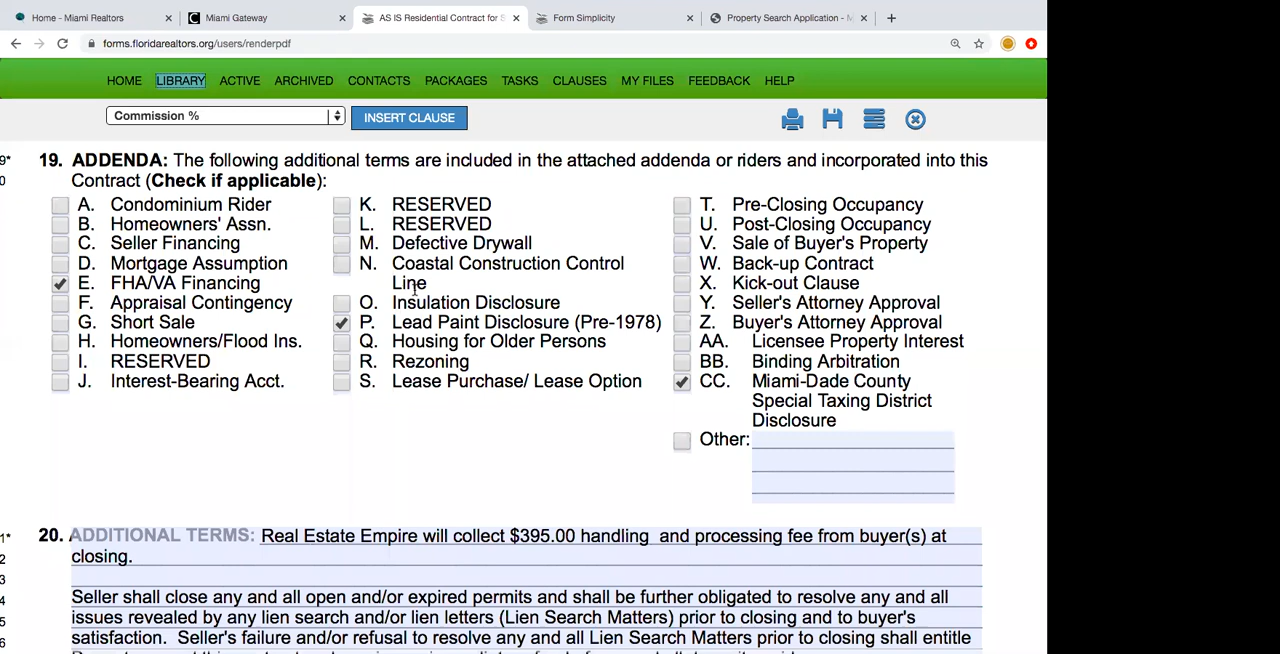 Home - Miami Realtors
Miami Gateway
AS IS Residential Contract for S
Form Simplicity
Property Search Application - M
forms.floridarealtors.org/users/renderpdf
HOME LIBRARY ACTIVE ARCHIVED CONTACTS PACKAGES TASKS CLAUSES MY FILES FEEDBACK HELP
Commission %
INSERT CLAUSE
9* 19. ADDENDA: The following additional terms are included in the attached addenda or riders and incorporated into this
0 Contract (Check if applicable):
A. Condominium Rider
B. Homeowners' Assn.
C. Seller Financing
D. Mortgage Assumption
E. FHA/VA Financing
F. Appraisal Contingency
G. Short Sale
H. Homeowners/Flood Ins.
I. RESERVED
J. Interest-Bearing Acct.
K. RESERVED
L. RESERVED
M. Defective Drywall
N. Coastal Construction Control
Line
O. Insulation Disclosure
P. Lead Paint Disclosure (Pre-1978)
Q. Housing for Older Persons
R. Rezoning
S. Lease Purchase/ Lease Option
T. Pre-Closing Occupancy
U. Post-Closing Occupancy
V. Sale of Buyer's Property
W. Back-up Contract
X. Kick-out Clause
Y. Seller's Attorney Approval
Z. Buyer's Attorney Approval
AA. Licensee Property Interest
BB. Binding Arbitration
CC. Miami-Dade County
Special Taxing District
Disclosure
Other:
1* 20. ADDITIONAL TERMS: Real Estate Empire will collect $395.00 handling and processing fee from buyer(s) at
2 closing.
3
4 Seller shall close any and all open and/or expired permits and shall be further obligated to resolve any and all
5 issues revealed by any lien search and/or lien letters (Lien Search Matters) prior to closing and to buyer's
6 satisfaction. Seller's failure and/or refusal to resolve any and all Lien Search Matters prior to closing shall entitle